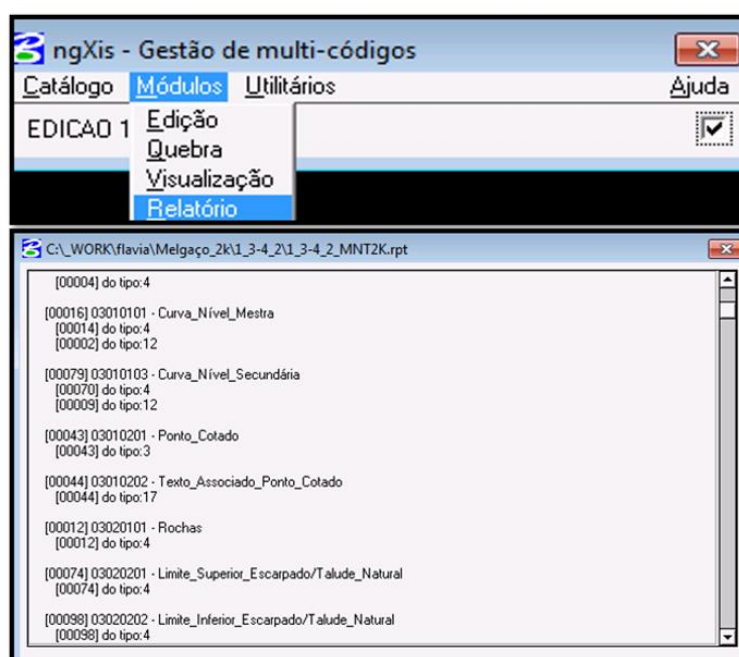 ngXis - Gestão de multi-códigos
Catálogo Módulos Utilitários Ajuda
EDICAO 1
Edição
Quebra
Visualização
Relatório
C:\_WORK\flavia\Melgaço_2k\1_3-4_2\1_3-4_2_MNT2K.rpt
[00004] do tipo:4
[00016] 03010101 - Curva_Nível_Mestra
[00014] do tipo:4
[00002] do tipo:12
[00079] 03010103 - Curva_Nível_Secundária
[00070] do tipo:4
[00009] do tipo:12
[00043] 03010201 - Ponto_Cotado
[00043] do tipo:3
[00044] 03010202 - Texto_Associado_Ponto_Cotado
[00044] do tipo:17
[00012] 03020101 - Rochas
[00012] do tipo:4
[00074] 03020201 - Limite_Superior_Escarpado/Talude_Natural
[00074] do tipo:4
[00098] 03020202 - Limite_Inferior_Escarpado/Talude_Natural
[00098] do tipo:4